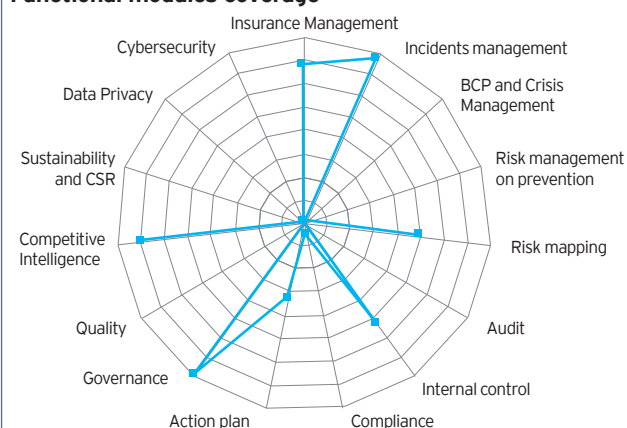 Functional modules coverage
Insurance Management
Cybersecurity
Incidents management
Data Privacy
BCP and Crisis
Management
Sustainability
and CSR
Risk management
on prevention
Competitive
Intelligence
Risk mapping
Quality
Audit
Governance
Internal control
Action plan
Compliance